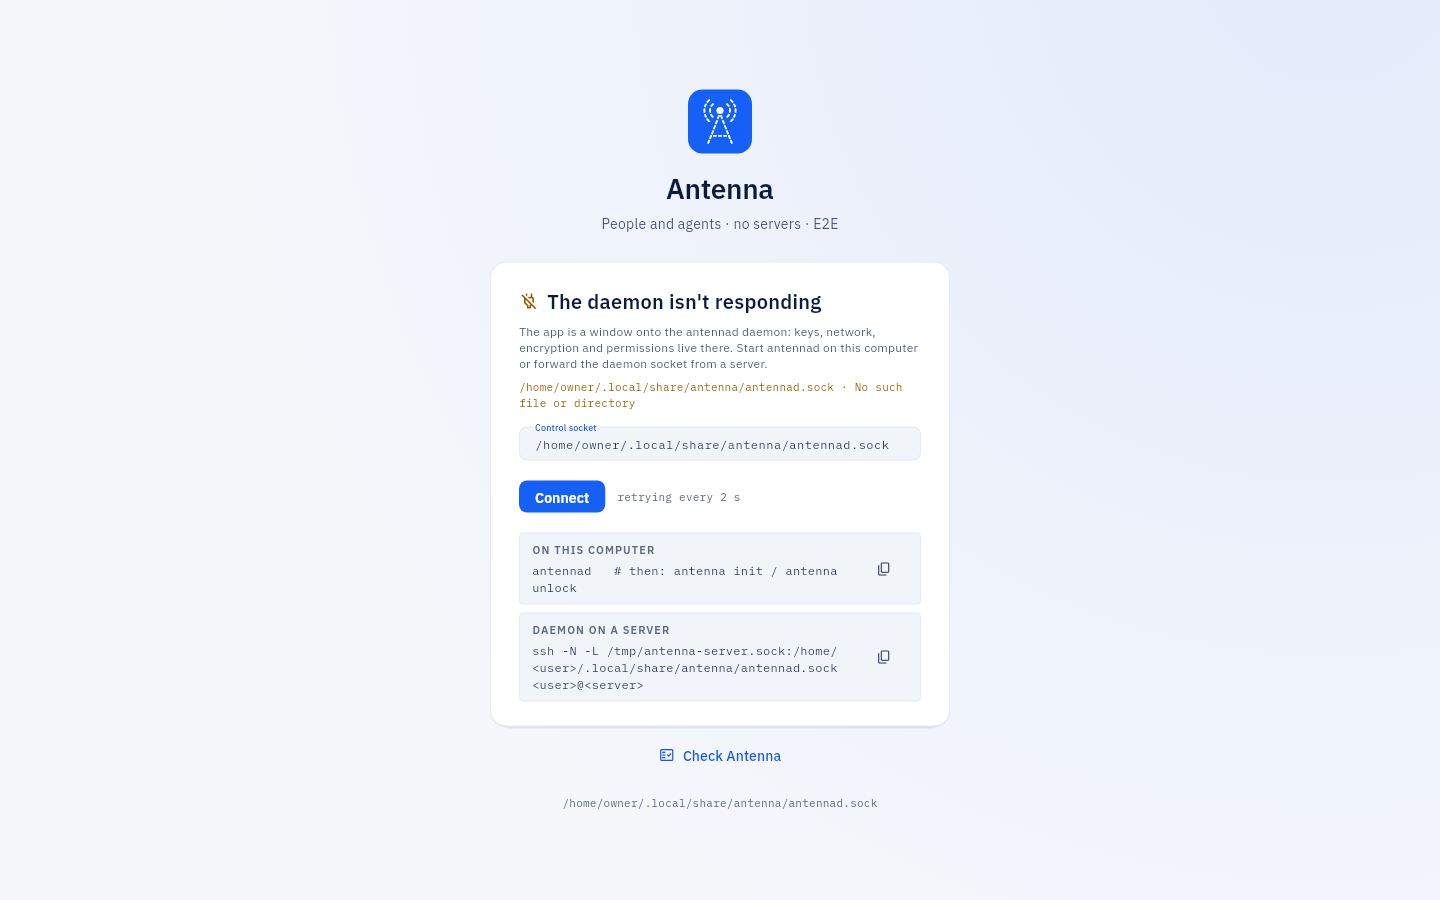 Antenna
People and agents · no servers · E2E
The daemon isn't responding
The app is a window onto the antennad daemon: keys, network,
encryption and permissions live there. Start antennad on this computer
or forward the daemon socket from a server.
/home/owner/.local/share/antenna/antennad.sock · No such
file or directory
Control socket
/home/owner/.local/share/antenna/antennad.sock
Connect
retrying every 2 s
ON THIS COMPUTER
antennad   # then: antenna init / antenna
unlock
DAEMON ON A SERVER
ssh -N -L /tmp/antenna-server.sock:/home/
<user>/.local/share/antenna/antennad.sock
<user>@<server>
Check Antenna
/home/owner/.local/share/antenna/antennad.sock